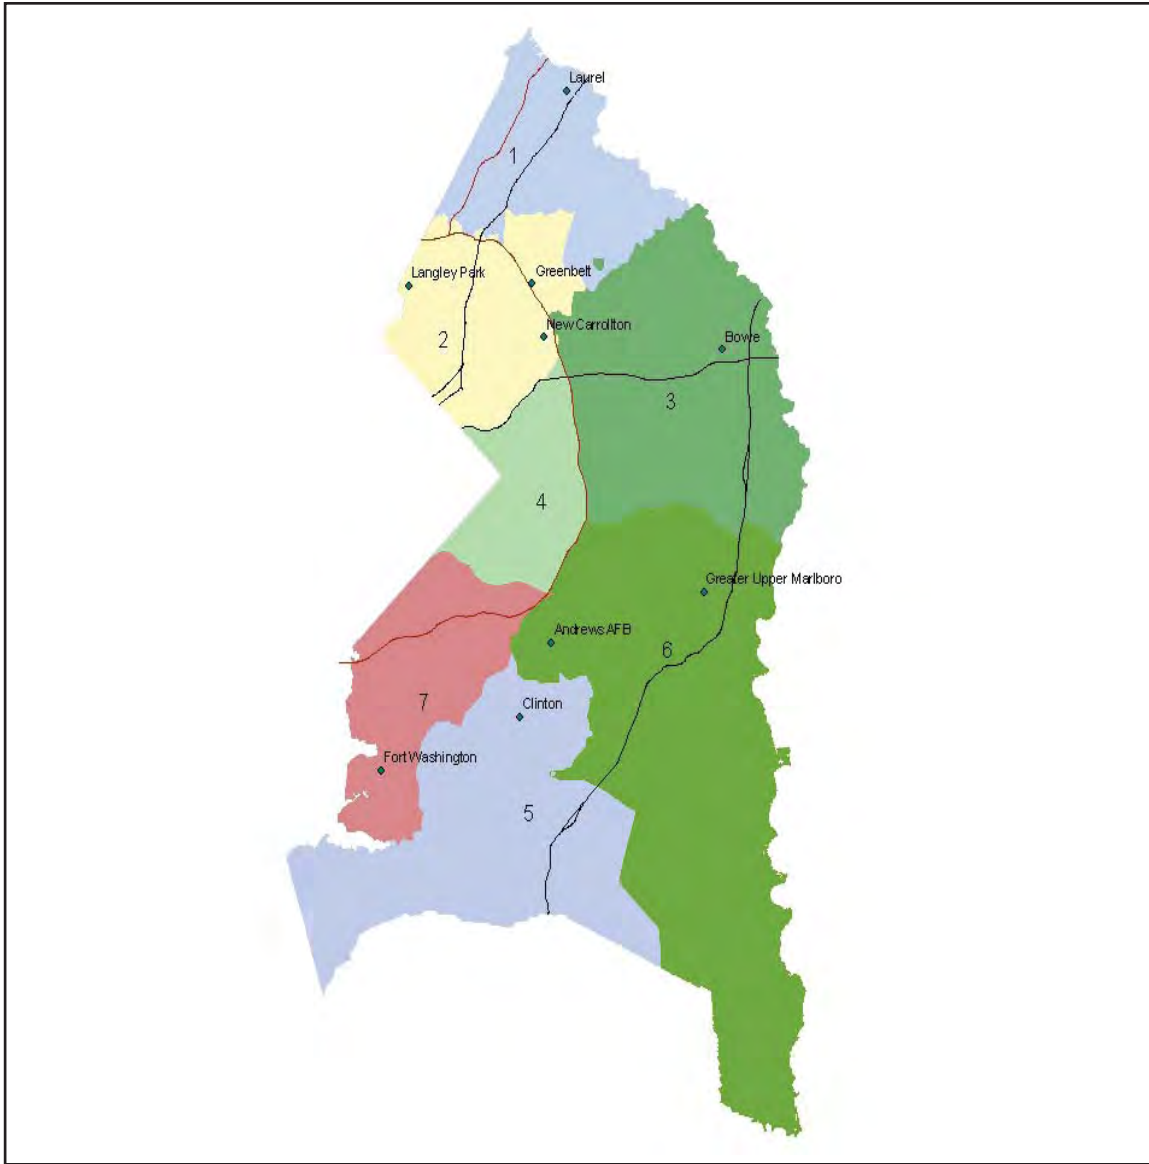 Laurel
1
Langley Park
Greenbelt
New Carrollton
2
Bowe
3
4
Greater Upper Marlboro
Andrews AFB
6
7
Clinton
Fort Washington
5